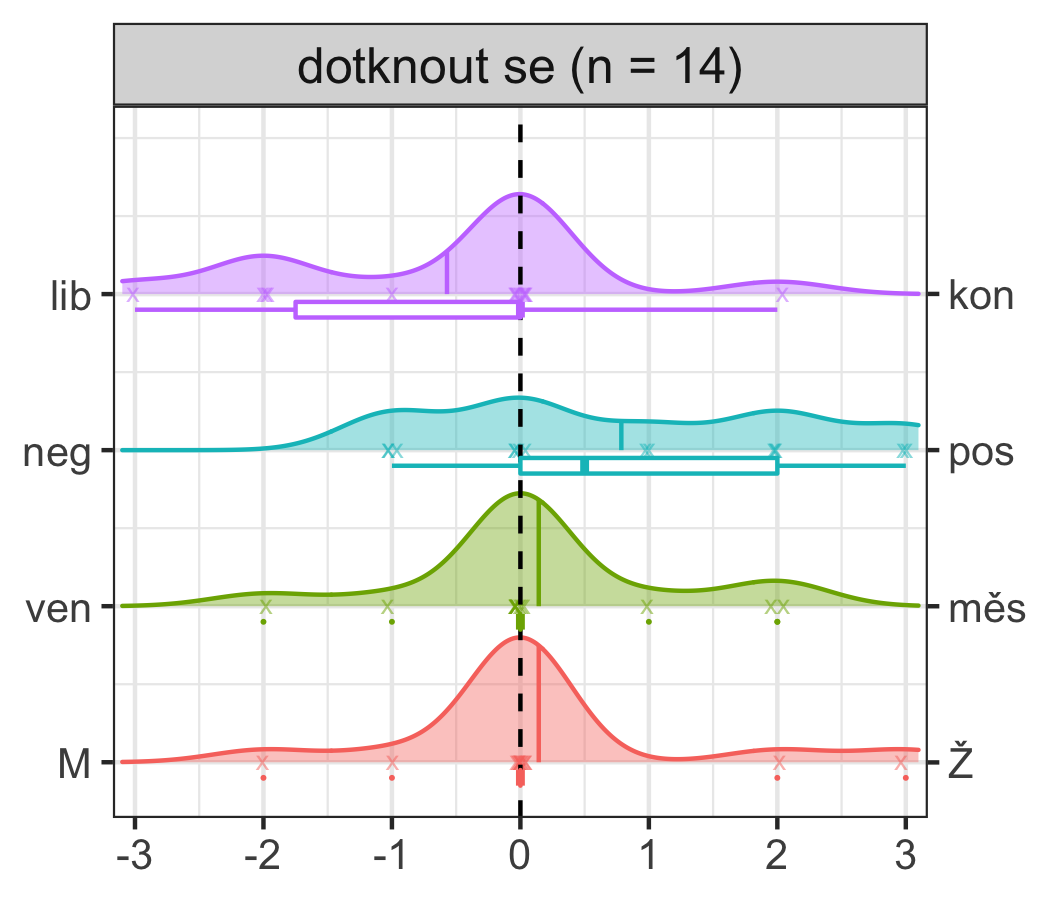 dotknout se (n = 14)
lib kon
neg pos
ven měs
M Ž
-3 -2 -1 0 1 2 3